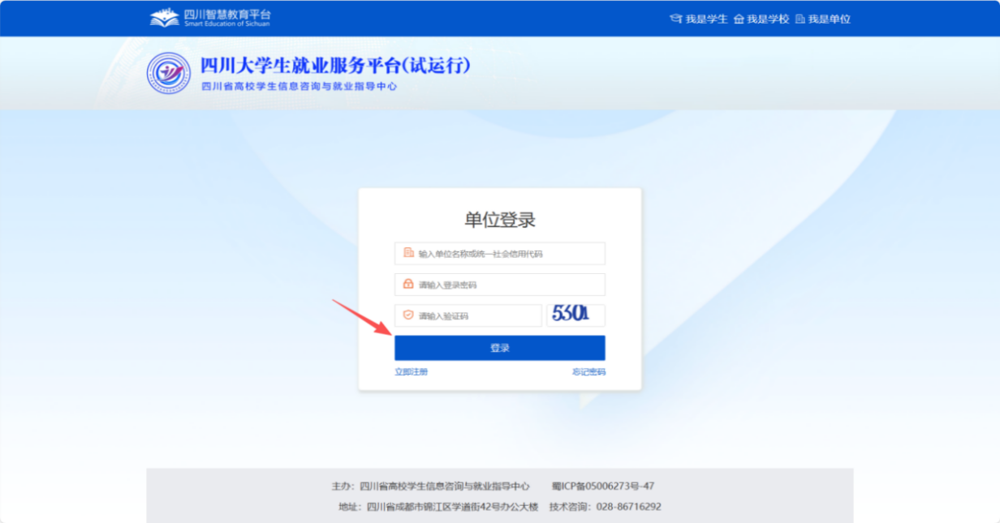 四川智慧教育平台
Smart Education of Sichuan
我是学生 我是学校 我是单位
四川大学生就业服务平台(试运行)
四川省高校学生信息咨询与就业指导中心
单位登录
输入单位名称或统一社会信用代码
请输入登录密码
请输入验证码 5301
登录
立即注册 忘记密码
主办：四川省高校学生信息咨询与就业指导中心 蜀ICP备05006273号-47
地址：四川省成都市锦江区学道街42号办公大楼 技术咨询：028-86716292